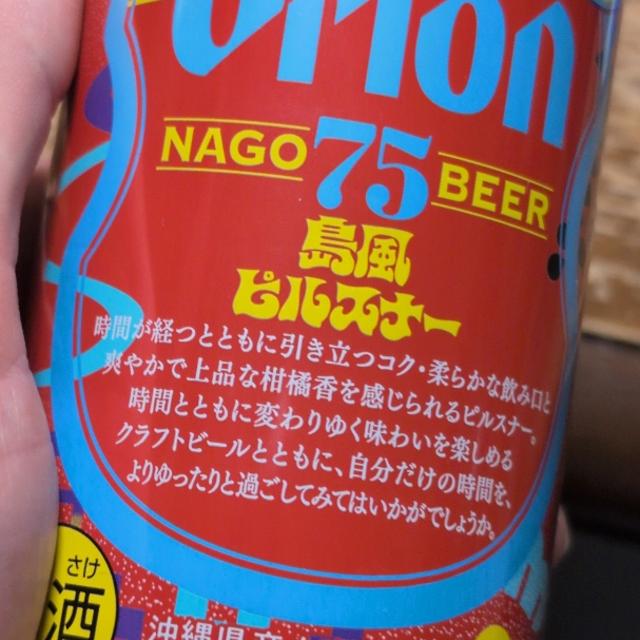 Orion
NAGO 75 BEER
島風
ピルスナー
時間が経つとともに引き立つコク・柔らかな飲み口と
爽やかで上品な柑橘香を感じられるピルスナー。
時間とともに変わりゆく味わいを楽しめる
クラフトビールとともに、自分だけの時間を、
よりゆったりと過ごしてみてはいかがでしょうか。
さけ
酒
沖縄県産